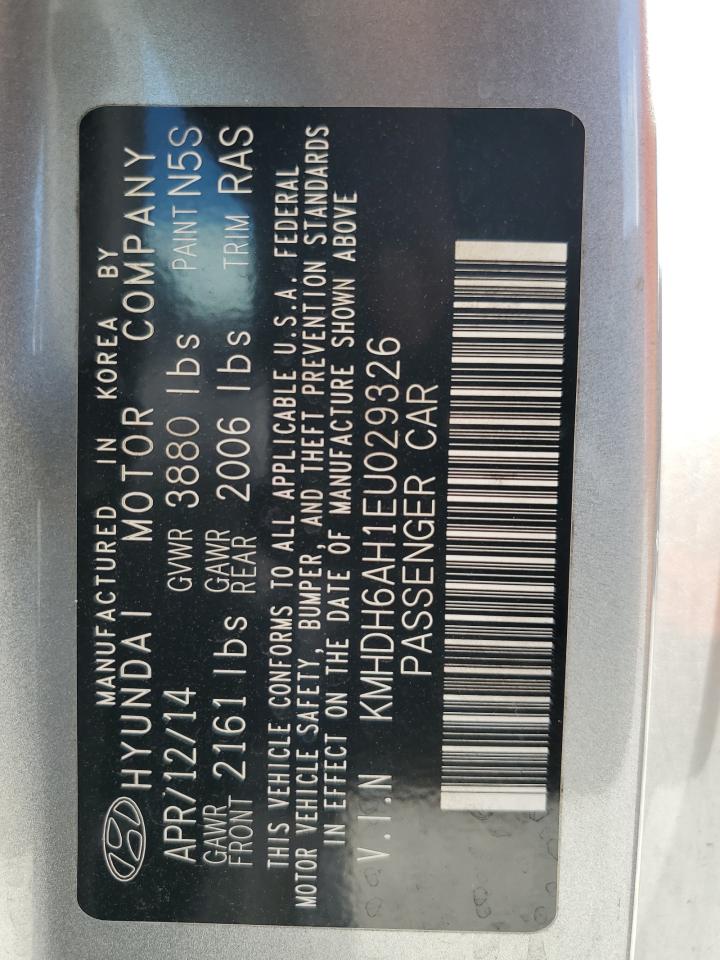 MANUFACTURED IN KOREA BY
HYUNDAI MOTOR COMPANY
APR/12/14 GVWR 3880 lbs PAINT N5S
GAWR FRONT 2161 lbs GAWR REAR 2006 lbs TRIM RAS
THIS VEHICLE CONFORMS TO ALL APPLICABLE U.S.A. FEDERAL
MOTOR VEHICLE SAFETY, BUMPER, AND THEFT PREVENTION STANDARDS
IN EFFECT ON THE DATE OF MANUFACTURE SHOWN ABOVE
V.I.N KMHDH6AH1EU029326
PASSENGER CAR